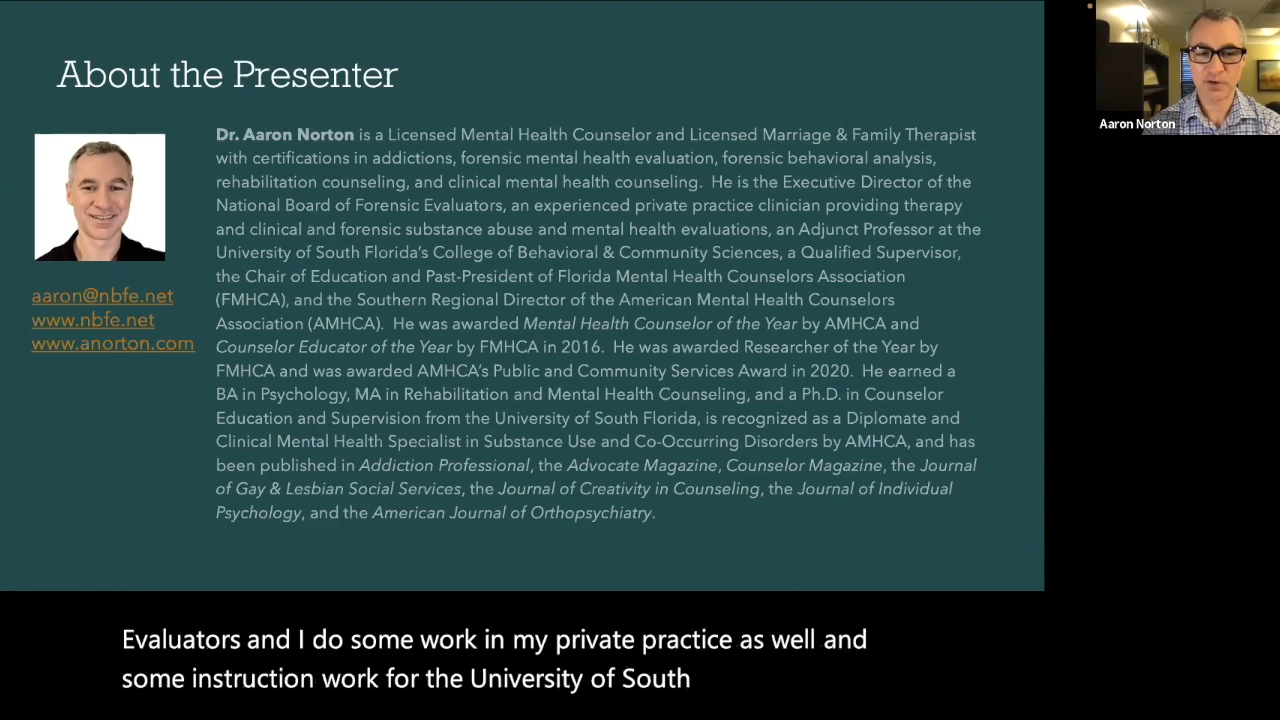 About the Presenter
Dr. Aaron Norton is a Licensed Mental Health Counselor and Licensed Marriage & Family Therapist
with certifications in addictions, forensic mental health evaluation, forensic behavioral analysis,
rehabilitation counseling, and clinical mental health counseling. He is the Executive Director of the
National Board of Forensic Evaluators, an experienced private practice clinician providing therapy
and clinical and forensic substance abuse and mental health evaluations, an Adjunct Professor at the
University of South Florida's College of Behavioral & Community Sciences, a Qualified Supervisor,
the Chair of Education and Past-President of Florida Mental Health Counselors Association
(FMHCA), and the Southern Regional Director of the American Mental Health Counselors
Association (AMHCA). He was awarded Mental Health Counselor of the Year by AMHCA and
Counselor Educator of the Year by FMHCA in 2016. He was awarded Researcher of the Year by
FMHCA and was awarded AMHCA's Public and Community Services Award in 2020. He earned a
BA in Psychology, MA in Rehabilitation and Mental Health Counseling, and a Ph.D. in Counselor
Education and Supervision from the University of South Florida, is recognized as a Diplomate and
Clinical Mental Health Specialist in Substance Use and Co-Occurring Disorders by AMHCA, and has
been published in Addiction Professional, the Advocate Magazine, Counselor Magazine, the Journal
of Gay & Lesbian Social Services, the Journal of Creativity in Counseling, the Journal of Individual
Psychology, and the American Journal of Orthopsychiatry.
aaron@nbfe.net
www.nbfe.net
www.anorton.com
Aaron Norton
Evaluators and I do some work in my private practice as well and
some instruction work for the University of South